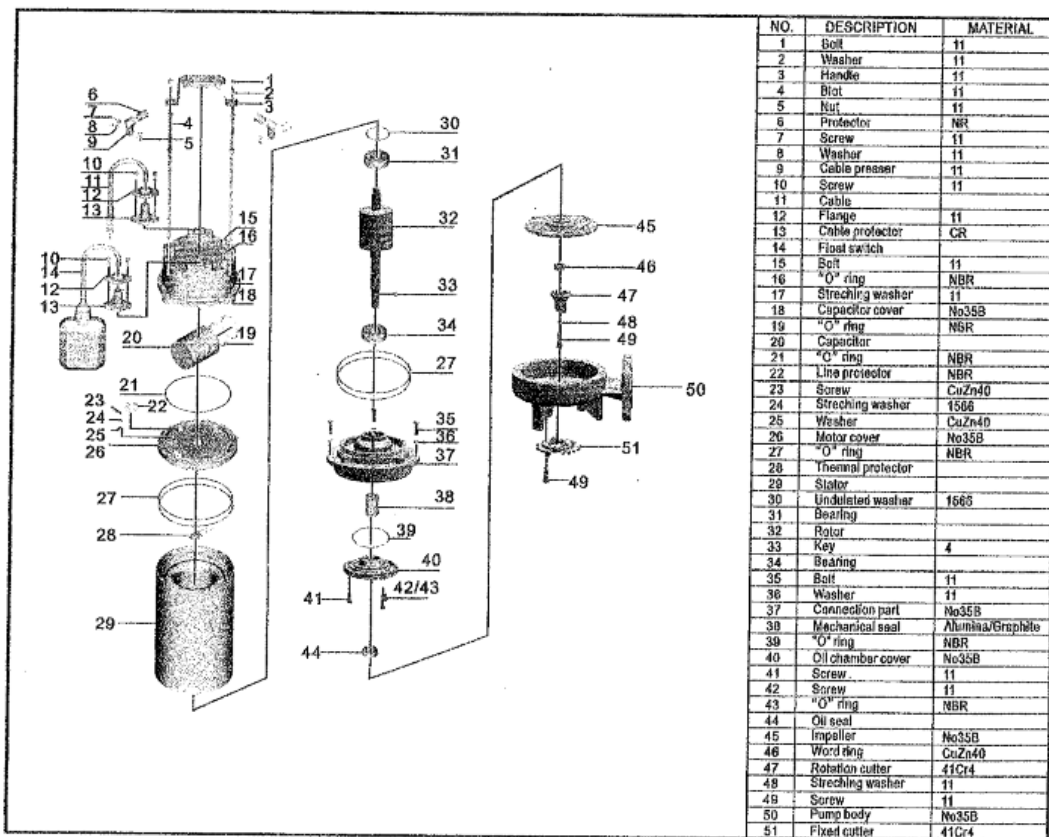 NO. DESCRIPTION MATERIAL
1 Bolt 11
2 Washer 11
3 Handle 11
4 Blot 11
5 Nut 11
6 Protector NR
7 Screw 11
8 Washer 11
9 Cable presser 11
10 Screw 11
11 Cable
12 Flange 11
13 Cable protector CR
14 Float switch
15 Bolt 11
16 "O" ring NBR
17 Streching washer 11
18 Capacitor cover No35B
19 "O" ring NBR
20 Capacitor
21 "O" ring NBR
22 Line protector NBR
23 Screw CuZn40
24 Streching washer 1566
25 Washer CuZn40
26 Motor cover No35B
27 "O" ring NBR
28 Thermal protector
29 Stator
30 Undulated washer 1566
31 Bearing
32 Rotor
33 Key 4
34 Bearing
35 Bolt 11
36 Washer 11
37 Connection part No35B
38 Mechanical seal Alumina/Graphite
39 "O" ring NBR
40 Oil chamber cover No35B
41 Screw . 11
42 Screw 11
43 "O" ring NBR
44 Oil seal
45 Impeller No35B
46 Word ring CuZn40
47 Rotation cutter 41Cr4
48 Streching washer 11
49 Screw 11
50 Pump body No35B
51 Fixed cutter 41Cr4
1
2
3
6
7
8
9
4
5
10
11
12
13
15
16
10
14
12
13
17
18
19
20
21
22
23
24
25
26
27
28
29
30
31
32
33
34
27
35
36
37
38
39
40
41
42/43
44
45
46
47
48
49
50
51
49